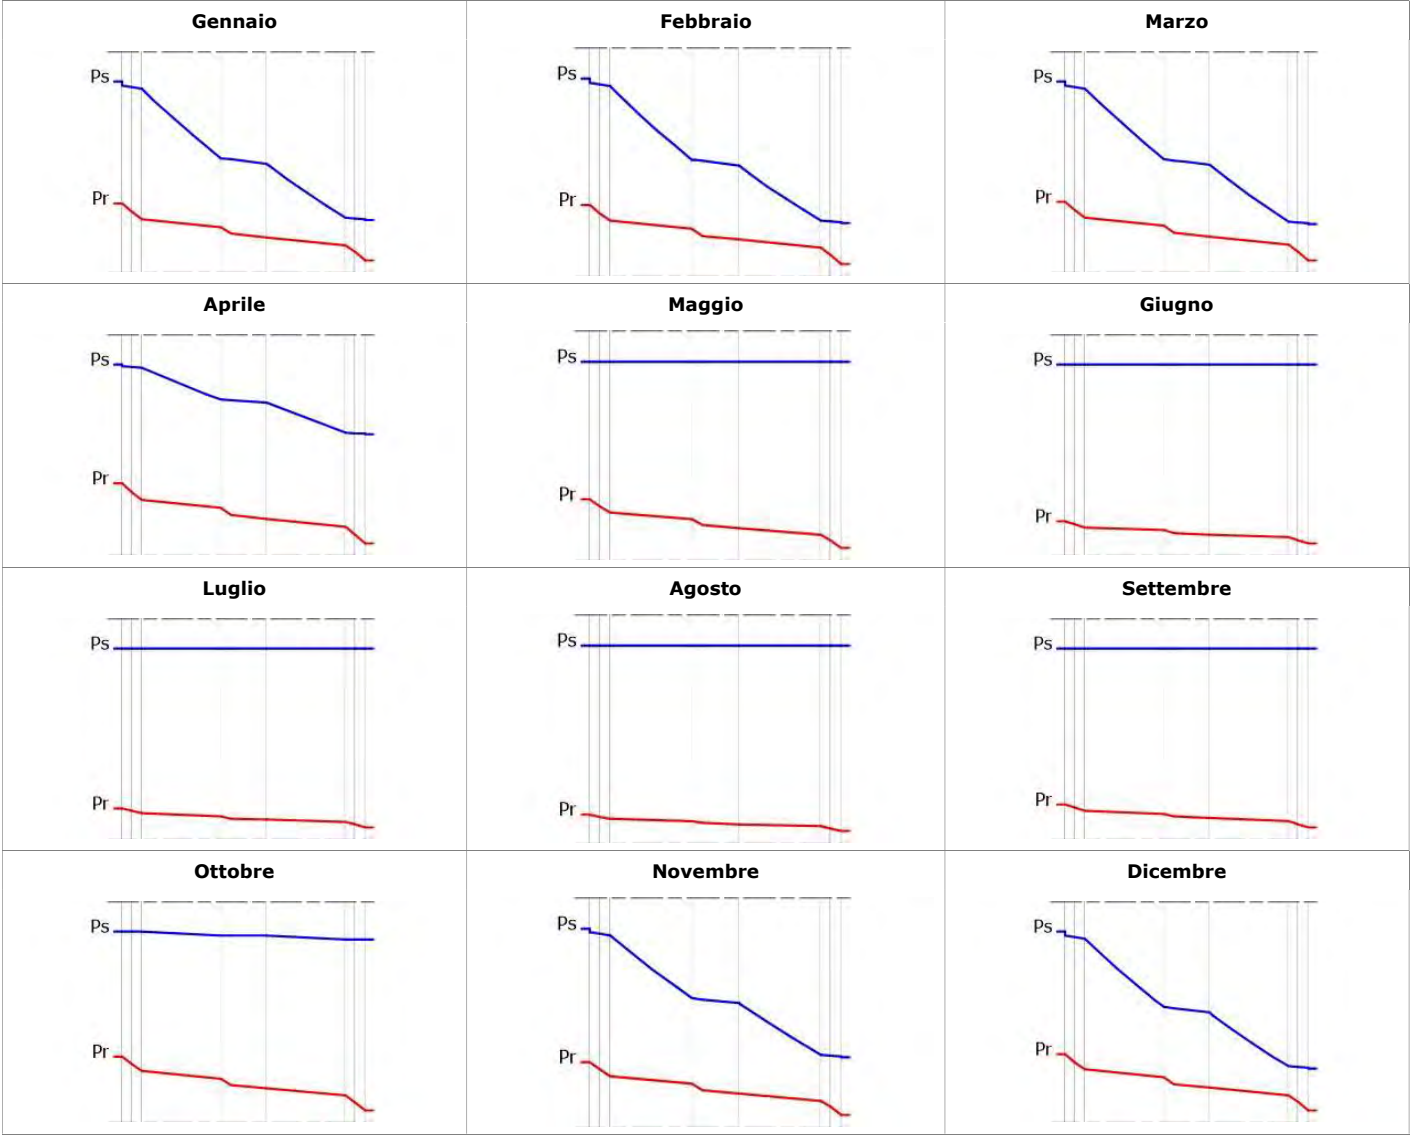 Gennaio Febbraio Marzo
Ps Ps Ps
Pr Pr Pr
Aprile Maggio Giugno
Ps Ps Ps
Pr Pr Pr
Luglio Agosto Settembre
Ps Ps Ps
Pr Pr Pr
Ottobre Novembre Dicembre
Ps Ps Ps
Pr Pr Pr